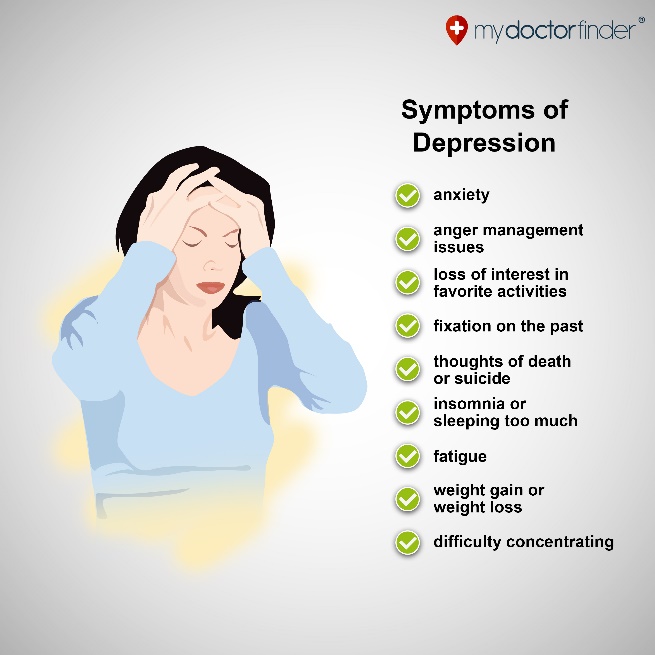 mydoctorfinder®
Symptoms of
Depression
anxiety
anger management
issues
loss of interest in
favorite activities
fixation on the past
thoughts of death
or suicide
insomnia or
sleeping too much
fatigue
weight gain or
weight loss
difficulty concentrating